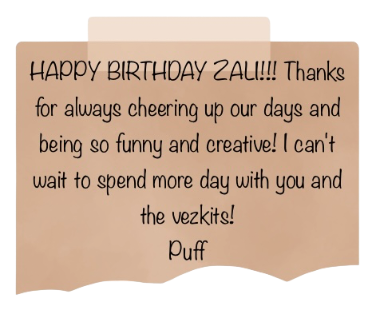 HAPPY BIRTHDAY ZALI!!! Thanks
for always cheering up our days and
being so funny and creative! I can't
wait to spend more day with you and
the vezkits!
Puff